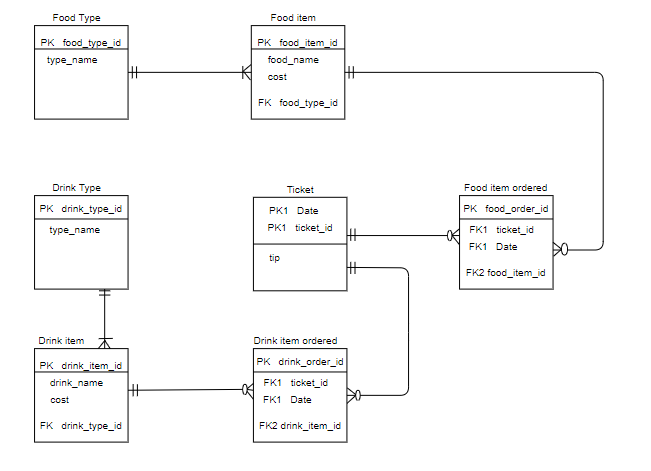 Food Type
PK food_type_id
type_name
Food item
PK food_item_id
food_name
cost
FK food_type_id
Drink Type
PK drink_type_id
type_name
Ticket
PK1 Date
PK1 ticket_id
tip
Food item ordered
PK food_order_id
FK1 ticket_id
FK1 Date
FK2 food_item_id
Drink item
PK drink_item_id
drink_name
cost
FK drink_type_id
Drink item ordered
PK drink_order_id
FK1 ticket_id
FK1 Date
FK2 drink_item_id